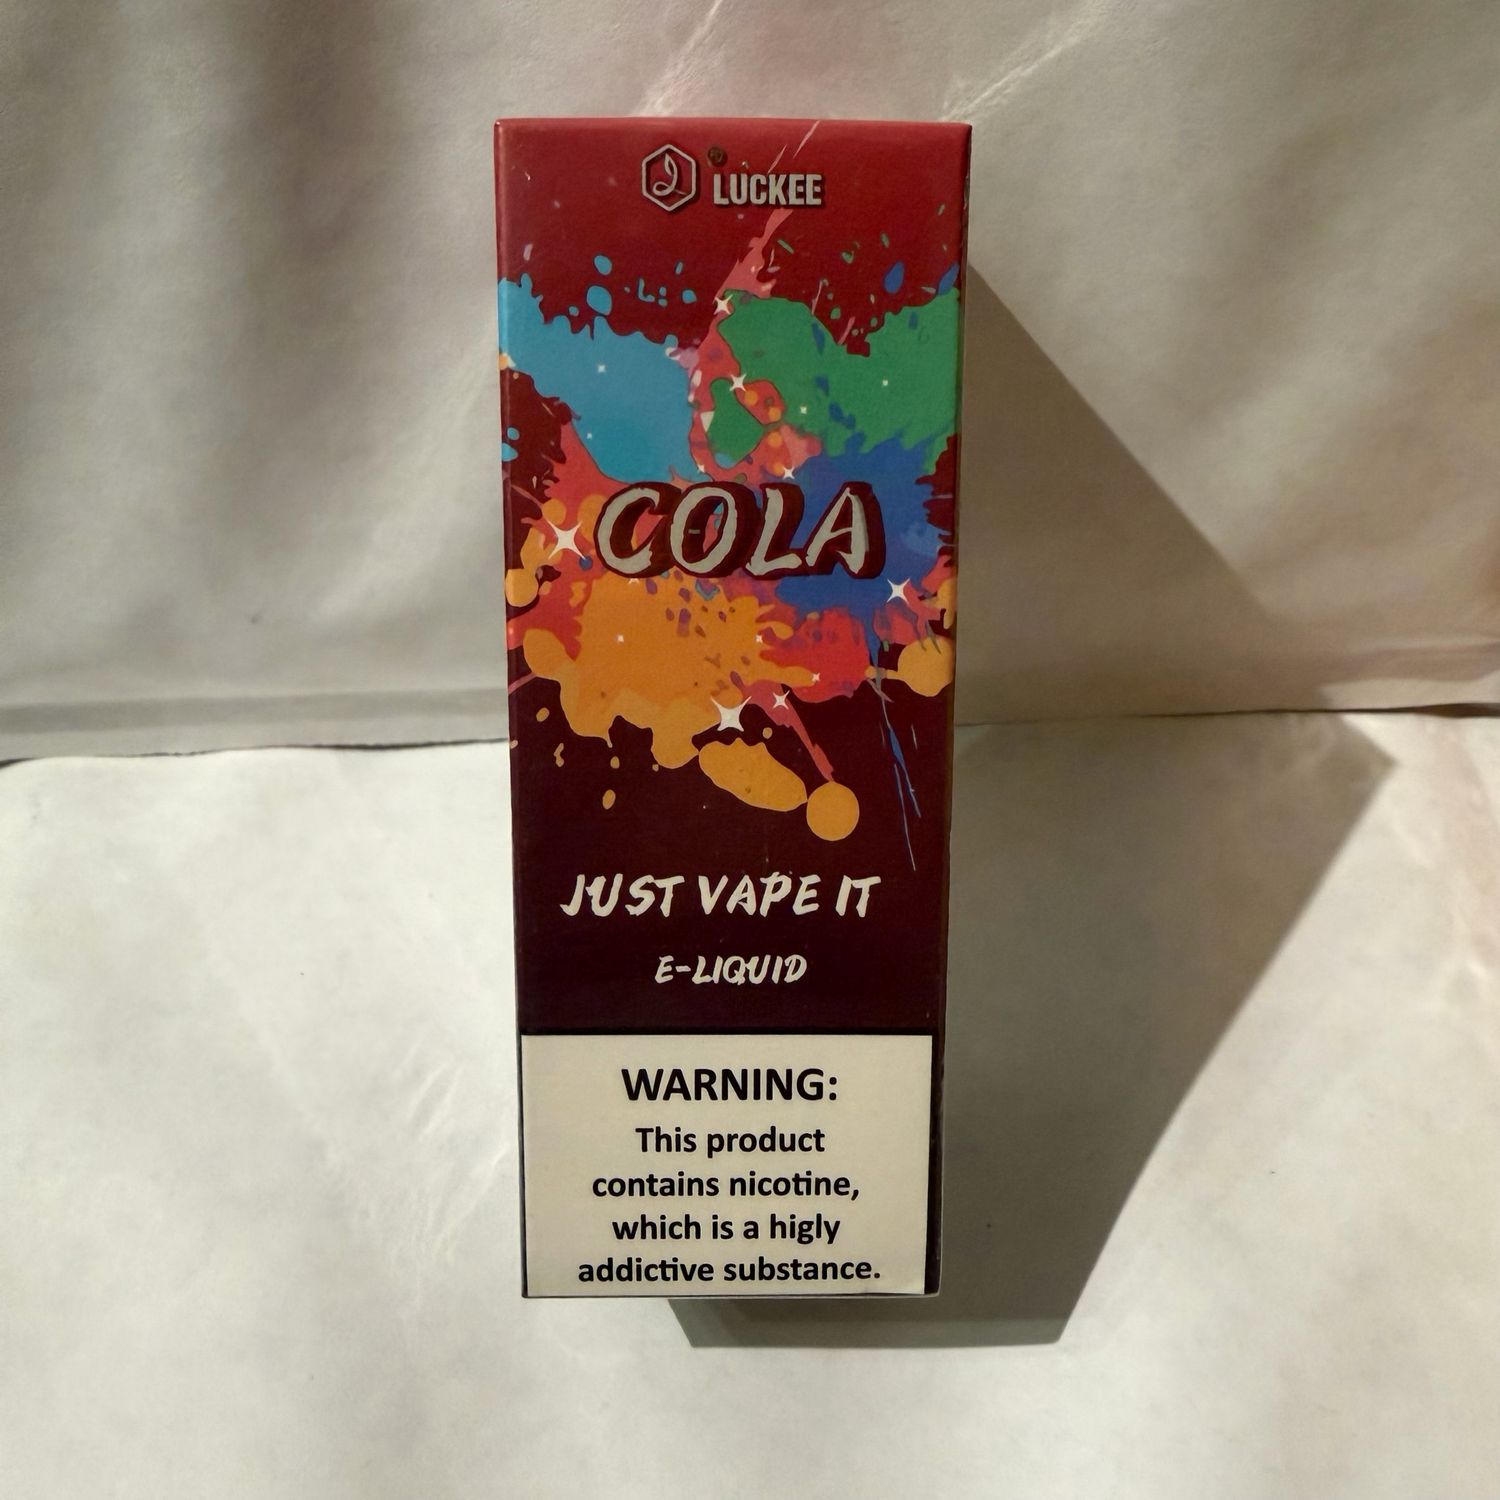 LUCKEE
COLA
JUST VAPE IT
E-LIQUID
WARNING:
This product
contains nicotine,
which is a higly
addictive substance.